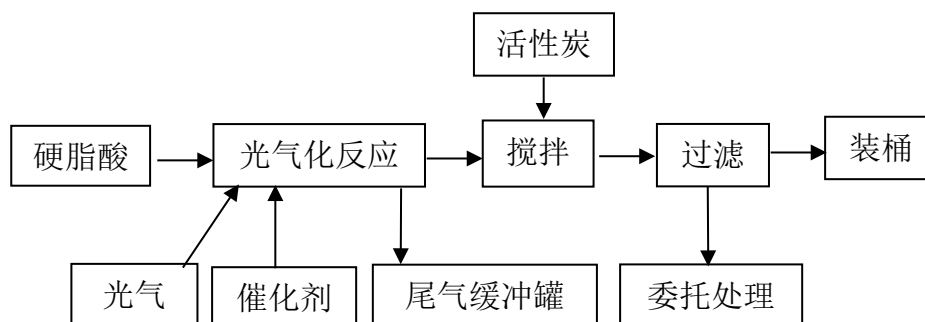 活性炭
硬脂酸
光气化反应
搅拌
过滤
装桶
光气
催化剂
尾气缓冲罐
委托处理